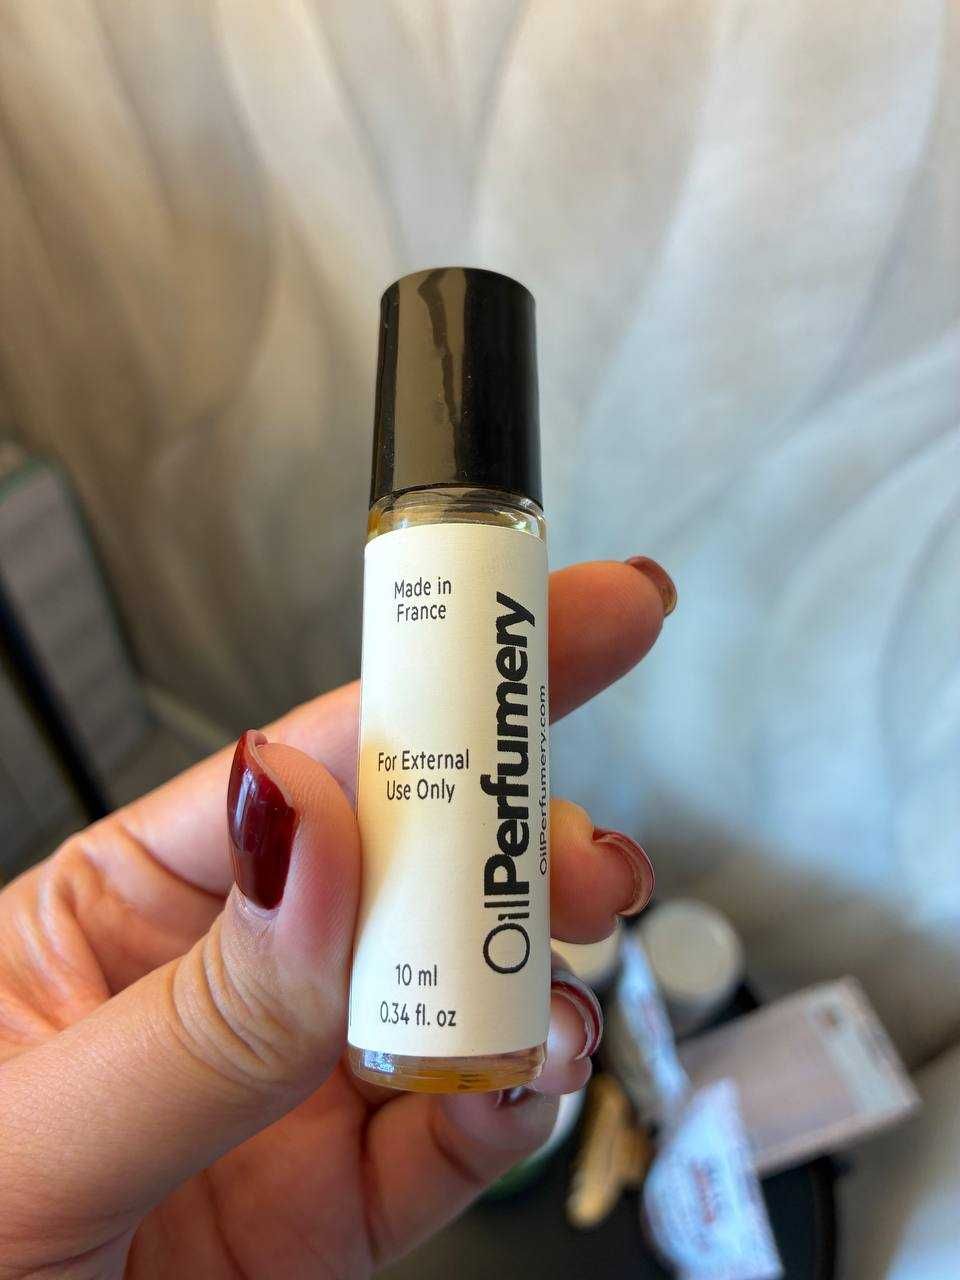 Made in
France
For External
Use Only
10 ml
0.34 fl. oz
OilPerfumery
OilPerfumery.com